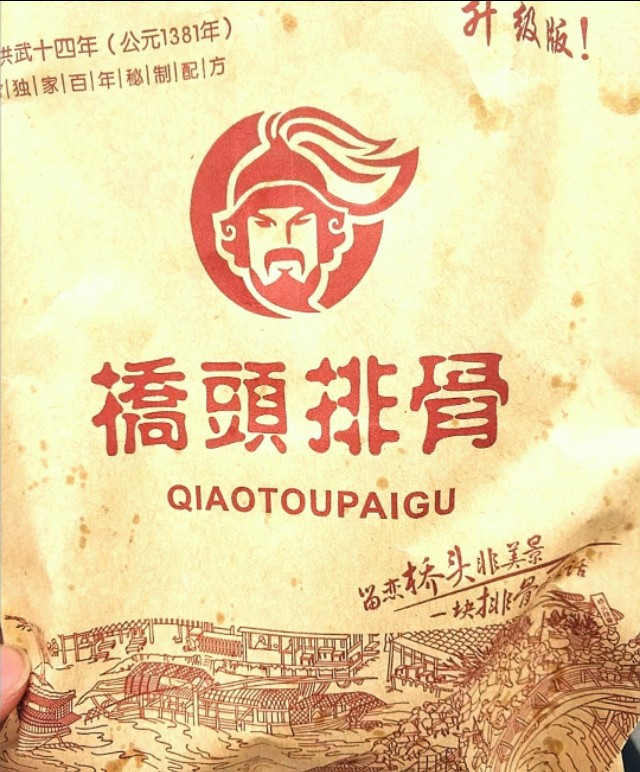 洪武十四年（公元1381年）
独|家|百|年|秘|制|配|方
升级版！
橋頭排骨
QIAOTOUPAIGU
留恋桥头非美景
一块排骨 话